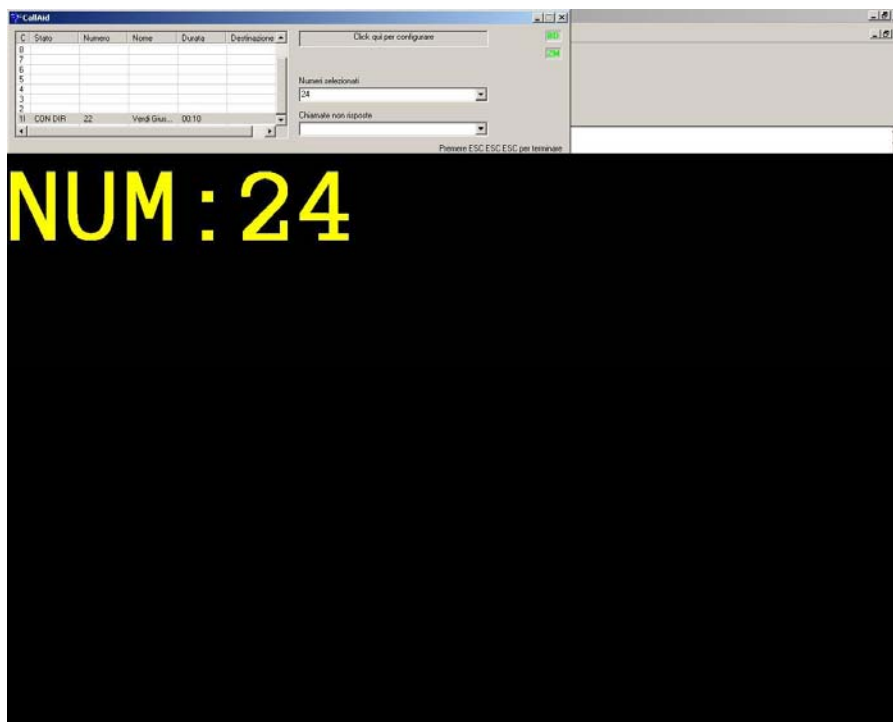 CallAid
C Stato Numero Nome Durata Destinazione
8
7
6
5
4
3
2
1I CON DIR 22 Verdi Gius... 00:10
Click qui per configurare
Numeri selezionati
24
Chiamate non risposte
Premere ESC ESC ESC per terminare
NUM:24